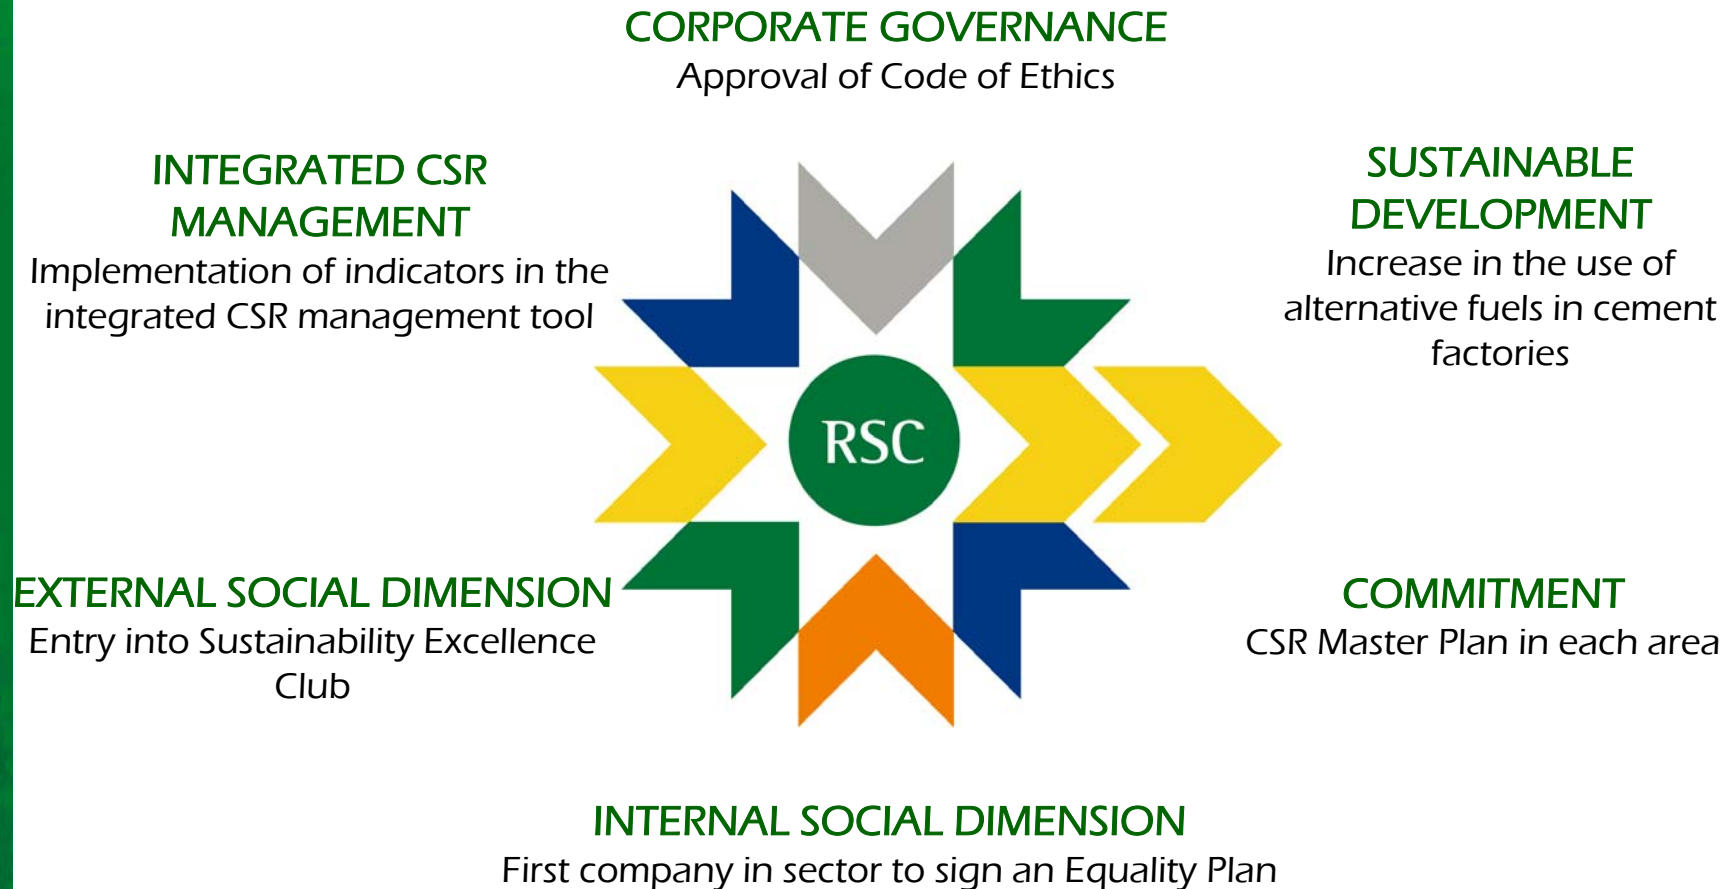 CORPORATE GOVERNANCE
Approval of Code of Ethics
INTEGRATED CSR
MANAGEMENT
Implementation of indicators in the
integrated CSR management tool
SUSTAINABLE
DEVELOPMENT
Increase in the use of
alternative fuels in cement
factories
RSC
EXTERNAL SOCIAL DIMENSION
Entry into Sustainability Excellence
Club
COMMITMENT
CSR Master Plan in each area
INTERNAL SOCIAL DIMENSION
First company in sector to sign an Equality Plan